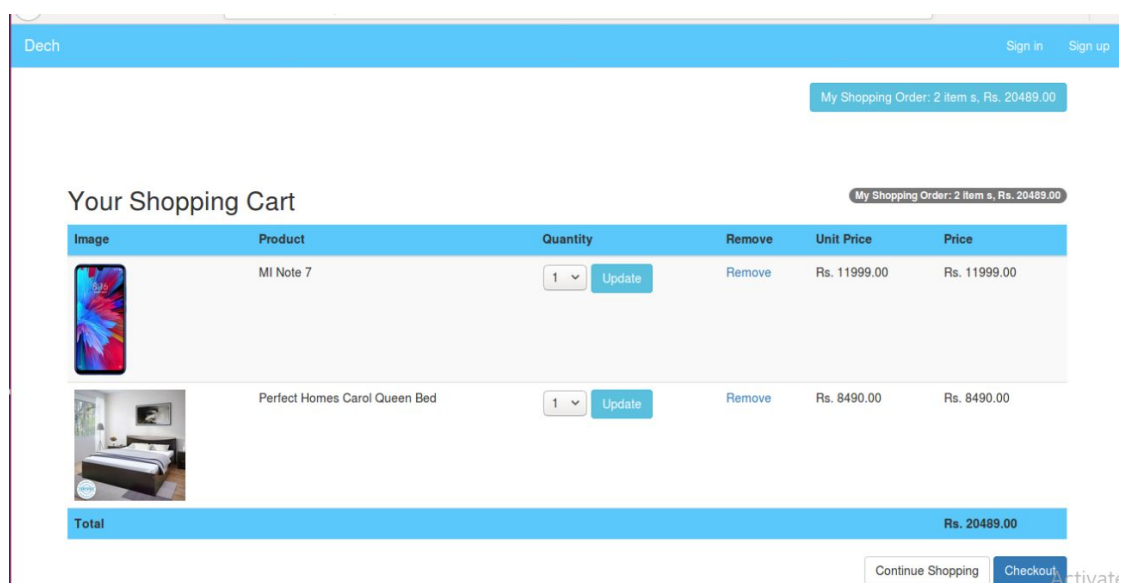 Dech Sign in Sign up
My Shopping Order: 2 item s, Rs. 20489.00
Your Shopping Cart My Shopping Order: 2 item s, Rs. 20489.00
Image Product Quantity Remove Unit Price Price
MI Note 7 1 Update Remove Rs. 11999.00 Rs. 11999.00
Perfect Homes Carol Queen Bed 1 Update Remove Rs. 8490.00 Rs. 8490.00
Total Rs. 20489.00
Continue Shopping Checkout
Activate